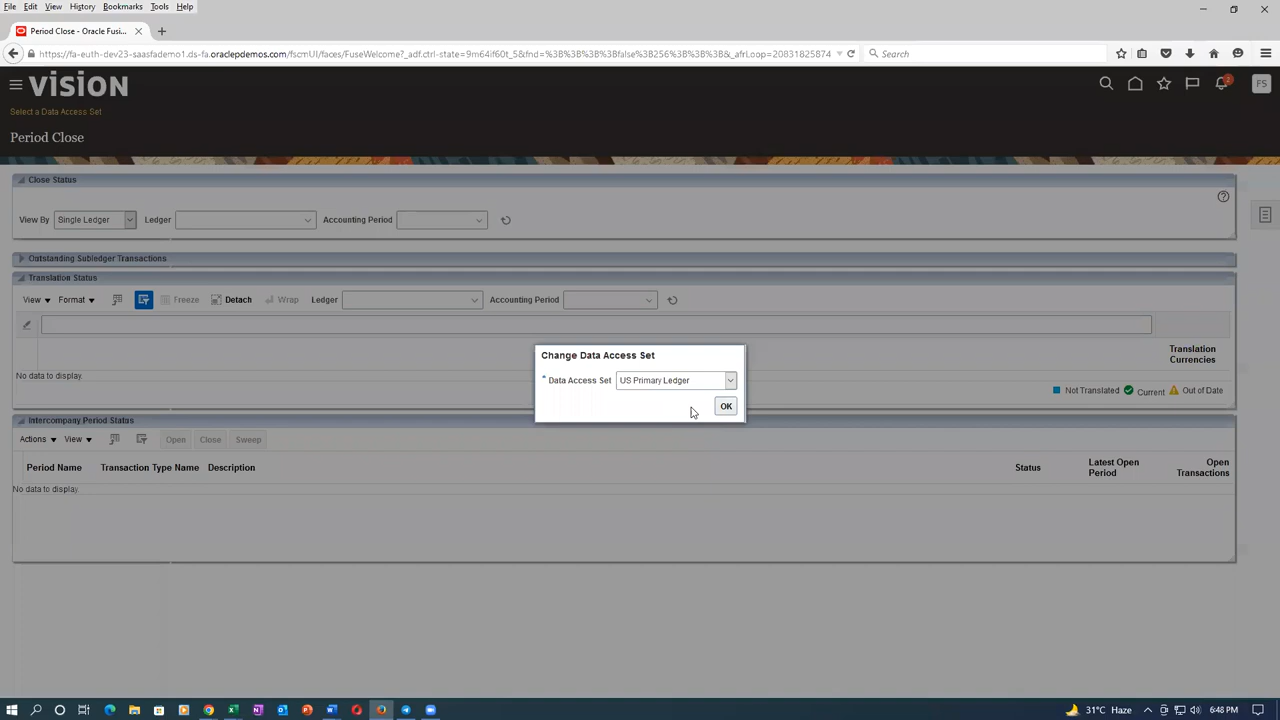 File Edit View History Bookmarks Tools Help
Period Close - Oracle Fusi...
https://fa-euth-dev23-saasfademo1.ds-fa.oraclepdemos.com/fscmUI/faces/FuseWelcome?_adf.ctrl-state=9m64if60t_5&fnd=%3B%3B%3B%3Bfalse%3B256%3B%3B%3B&_afrLoop=20831825874
Search
VISION
2
FS
Select a Data Access Set
Period Close
Close Status
View By Single Ledger Ledger Accounting Period
Outstanding Subledger Transactions
Translation Status
View Format Freeze Detach Wrap Ledger Accounting Period
Translation Currencies
No data to display.
Not Translated Current Out of Date
Change Data Access Set
* Data Access Set US Primary Ledger
OK
Intercompany Period Status
Actions View Open Close Sweep
Period Name Transaction Type Name Description Status Latest Open Period Open Transactions
No data to display.
31°C Haze 6:48 PM